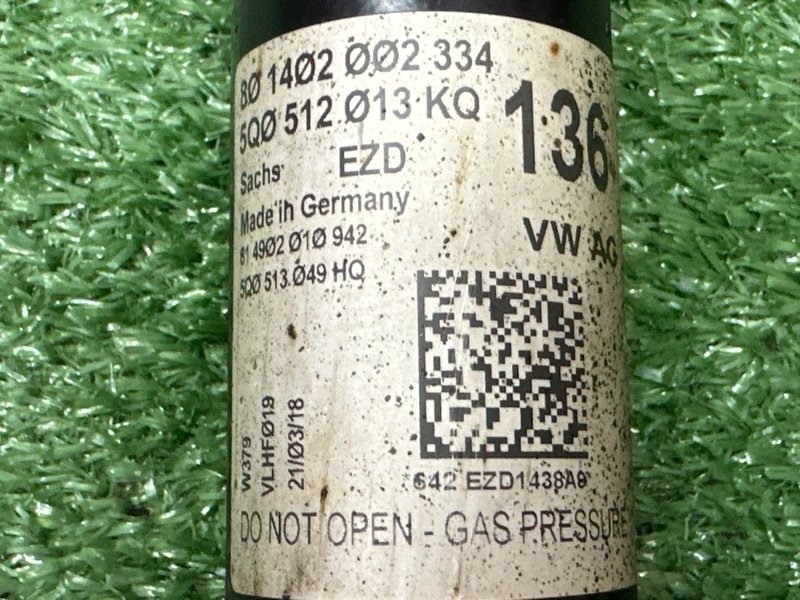 8Ø 14Ø2 ØØ2 334
5QØ 512 Ø13 KQ
136
Sachs EZD
Made in Germany
VW AG
81 49Ø2 Ø1Ø 942
5QØ 513 Ø49 HQ
W379
VLHFØ19
21/Ø3/18
642 EZD1438A9
DO NOT OPEN - GAS PRESSURE